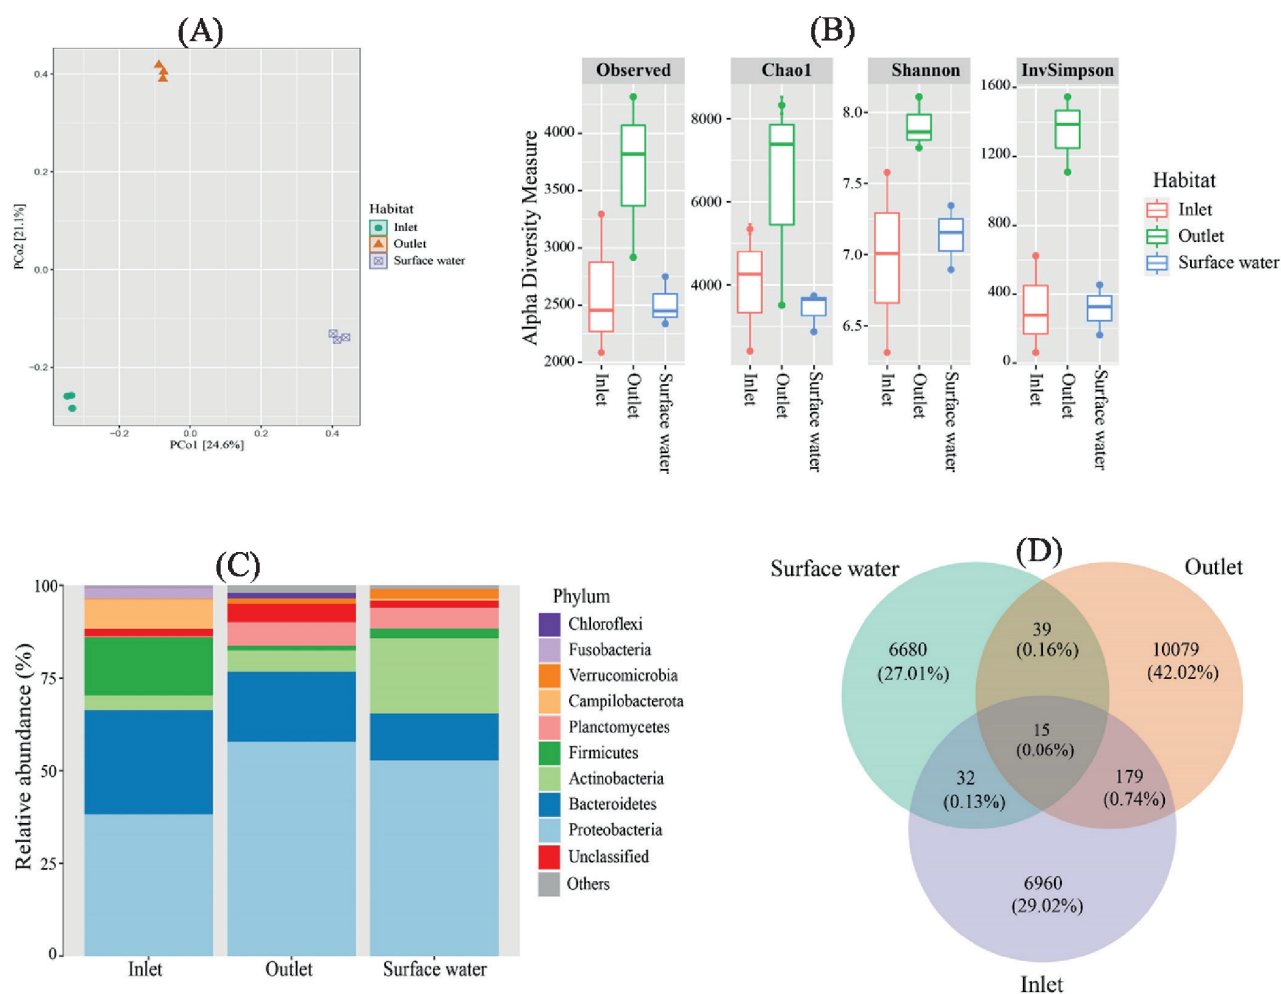 (A)
0.4
0.2
0.0
−0.2
PCo2 [21.1%]
−0.2
0.0
0.2
0.4
PCo1 [24.6%]
Habitat
Inlet
Outlet
Surface water
(B)
Observed
Chao1
Shannon
InvSimpson
Alpha Diversity Measure
4000
3500
3000
2500
2000
8000
6000
4000
8.0
7.5
7.0
6.5
1600
1200
800
400
0
Inlet
Outlet
Surface water
Inlet
Outlet
Surface water
Inlet
Outlet
Surface water
Inlet
Outlet
Surface water
Habitat
Inlet
Outlet
Surface water
(C)
Relative abundance (%)
100
75
50
25
0
Inlet
Outlet
Surface water
Phylum
Chloroflexi
Fusobacteria
Verrucomicrobia
Campilobacterota
Planctomycetes
Firmicutes
Actinobacteria
Bacteroidetes
Proteobacteria
Unclassified
Others
(D)
Surface water
Outlet
6680
(27.01%)
39
(0.16%)
10079
(42.02%)
15
(0.06%)
32
(0.13%)
179
(0.74%)
6960
(29.02%)
Inlet